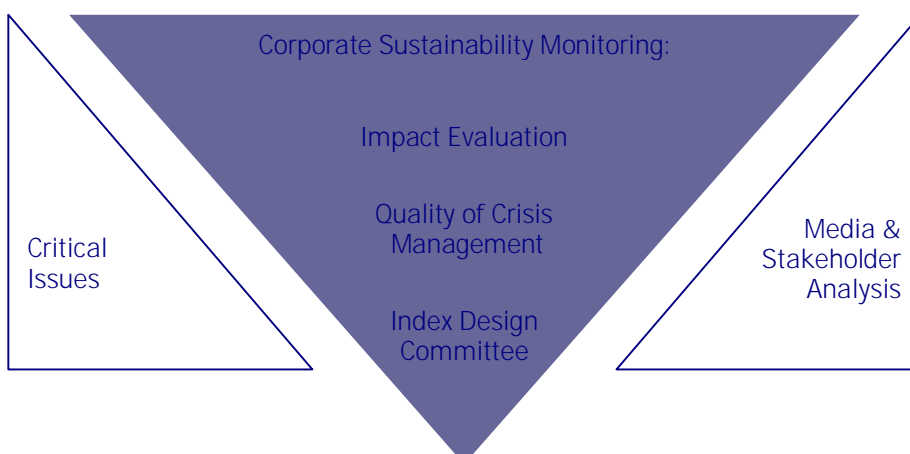 Corporate Sustainability Monitoring:
Impact Evaluation
Quality of Crisis
Management
Index Design
Committee
Critical
Issues
Media &
Stakeholder
Analysis